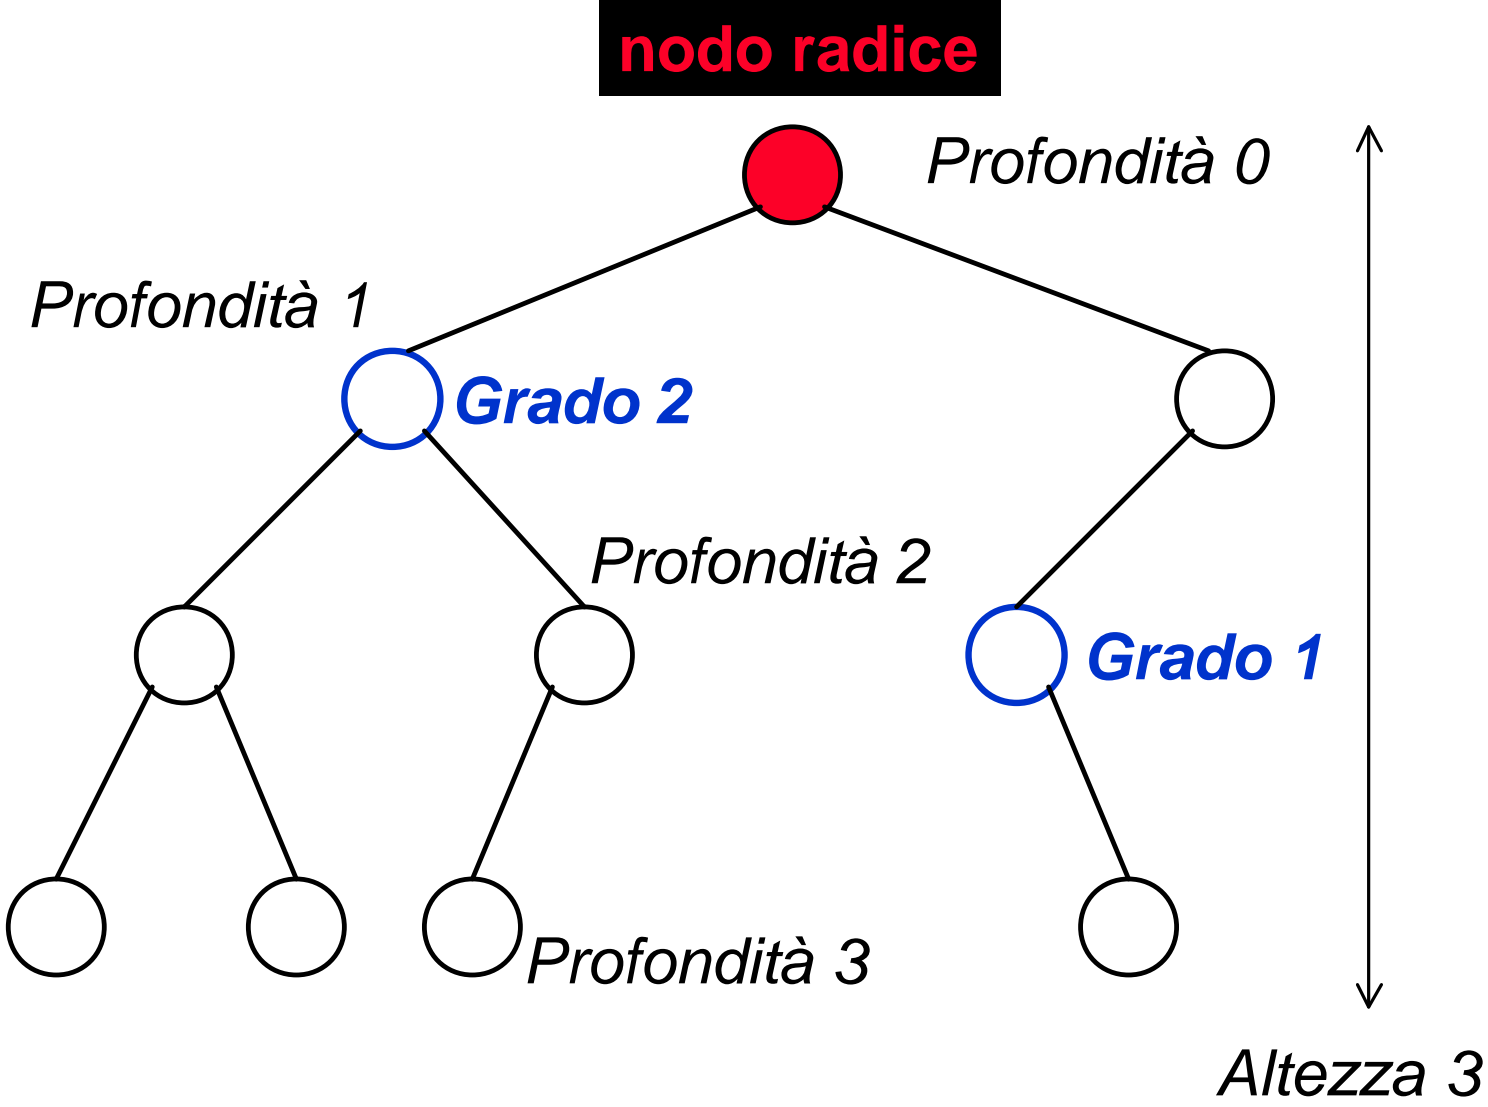 nodo radice
Profondità 0
Profondità 1
Grado 2
Profondità 2
Grado 1
Profondità 3
Altezza 3